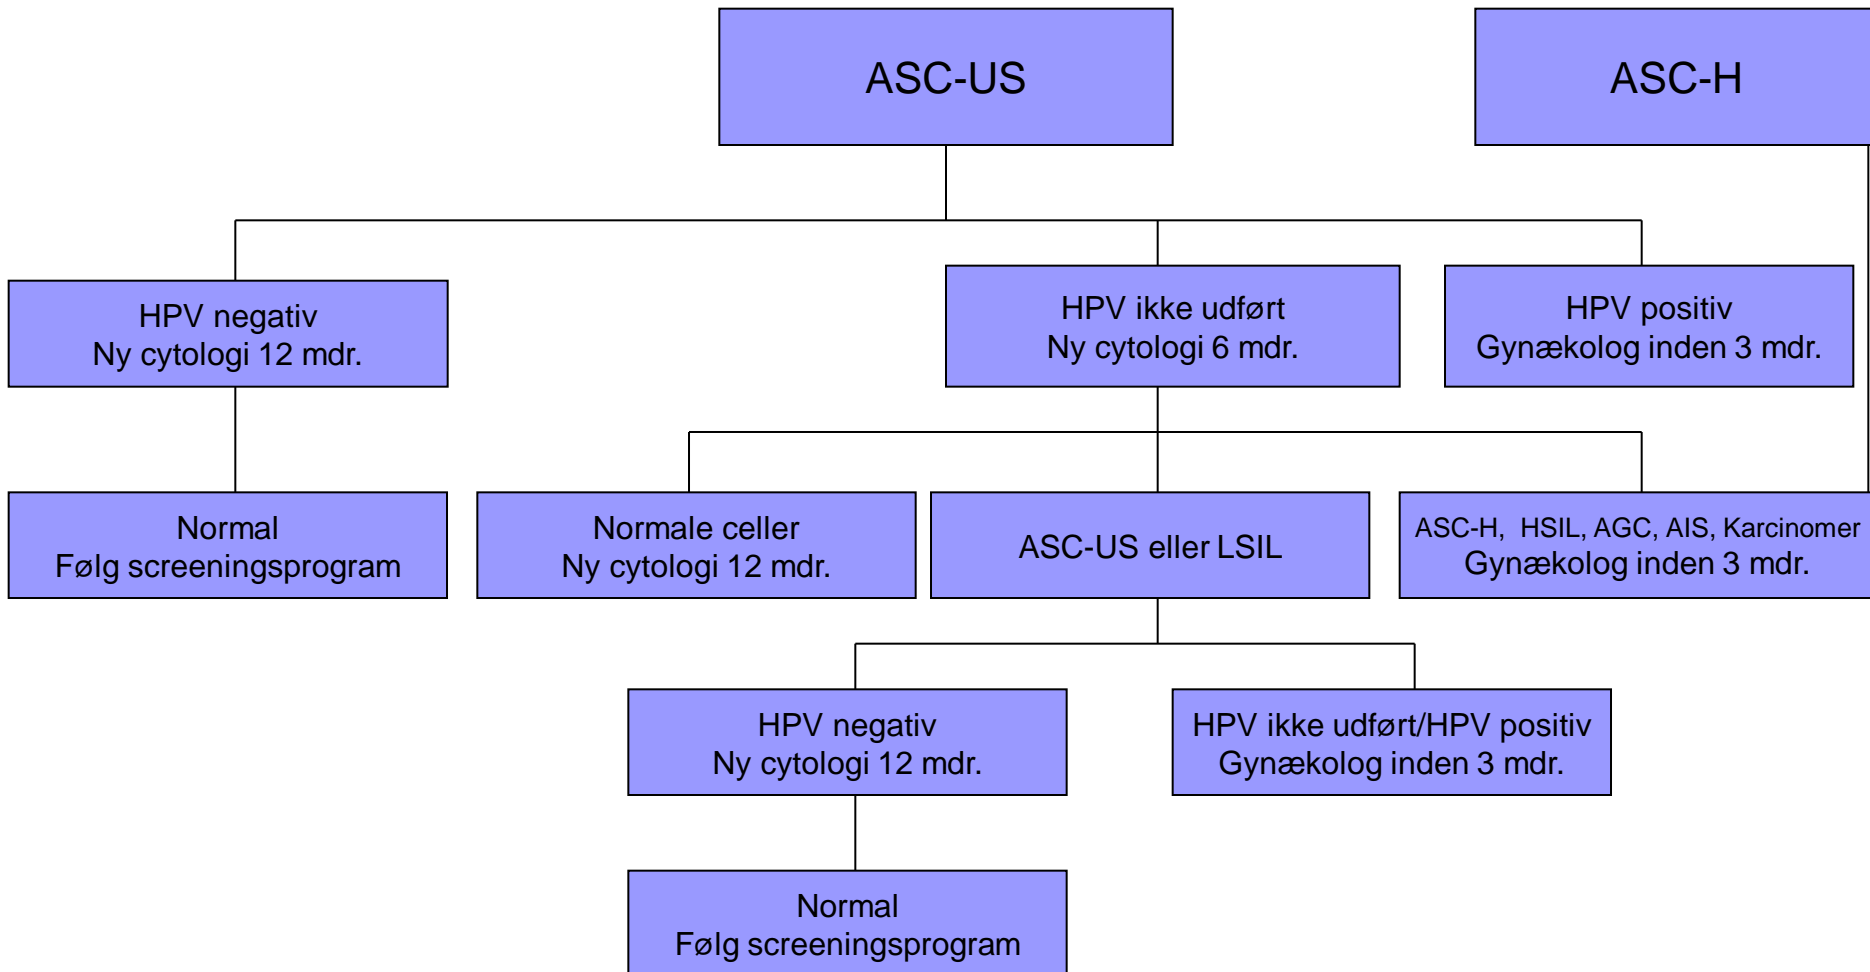 ASC-US
ASC-H
HPV negativ
Ny cytologi 12 mdr.
HPV ikke udført
Ny cytologi 6 mdr.
HPV positiv
Gynækolog inden 3 mdr.
Normal
Følg screeningsprogram
Normale celler
Ny cytologi 12 mdr.
ASC-US eller LSIL
ASC-H, HSIL, AGC, AIS, Karcinomer
Gynækolog inden 3 mdr.
HPV negativ
Ny cytologi 12 mdr.
HPV ikke udført/HPV positiv
Gynækolog inden 3 mdr.
Normal
Følg screeningsprogram